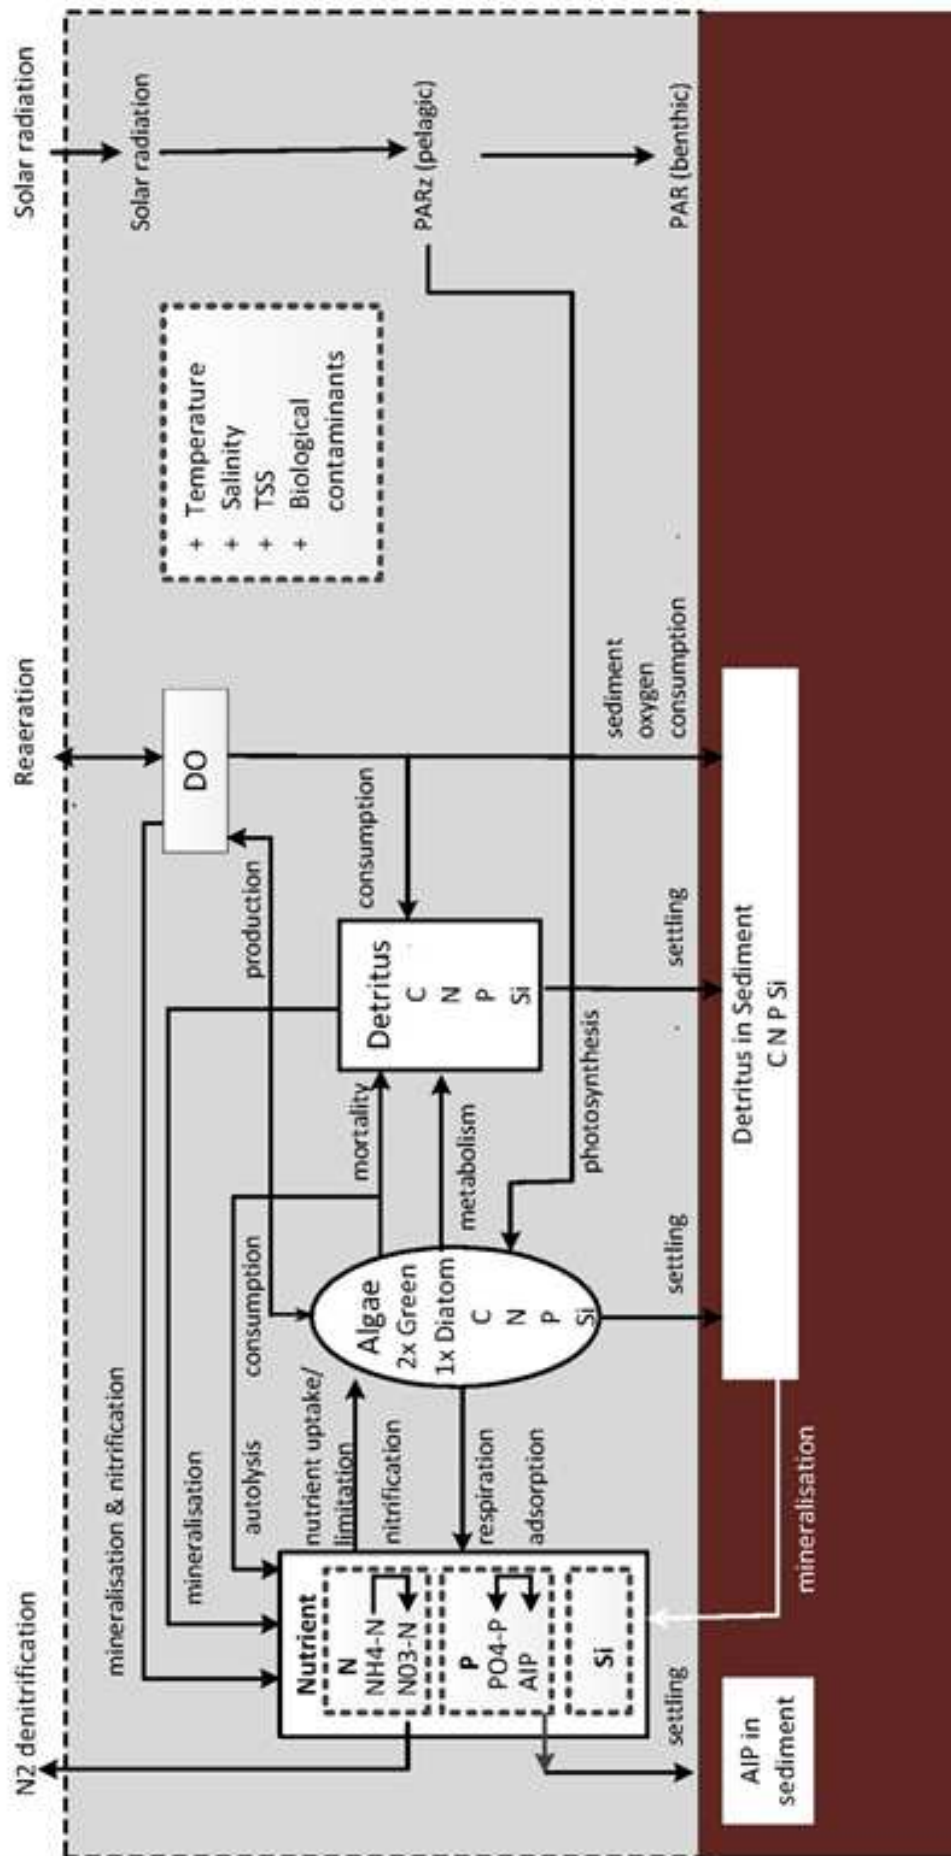 N2 denitrification
Reaeration
Solar radiation
mineralisation & nitrification
mineralisation
autolysis
consumption
production
DO
Solar radiation
+ Temperature
+ Salinity
+ TSS
+ Biological
contaminants
Nutrient
N
NH4-N
N03-N
P
PO4-P
AIP
Si
nutrient uptake/
limitation
nitrification
respiration
adsorption
Algae
2x Green
1x Diatom
C
N
P
Si
mortality
metabolism
consumption
Detritus
C
N
P
Si
photosynthesis
PARz (pelagic)
settling
settling
settling
sediment
oxygen
consumption
PAR (benthic)
AIP in
sediment
mineralisation
Detritus in Sediment
C N P Si